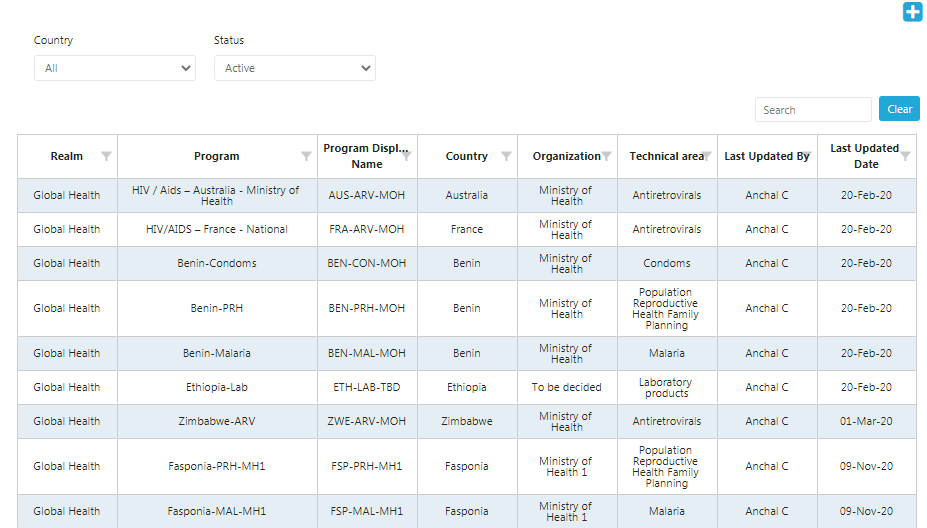 Country Status
All Active
Search Clear
Realm Program Program Displ... Name Country Organization Technical area Last Updated By Last Updated Date
Global Health HIV / Aids – Australia - Ministry of Health AUS-ARV-MOH Australia Ministry of Health Antiretrovirals Anchal C 20-Feb-20
Global Health HIV/AIDS – France - National FRA-ARV-MOH France Ministry of Health Antiretrovirals Anchal C 20-Feb-20
Global Health Benin-Condoms BEN-CON-MOH Benin Ministry of Health Condoms Anchal C 20-Feb-20
Global Health Benin-PRH BEN-PRH-MOH Benin Ministry of Health Population Reproductive Health Family Planning Anchal C 20-Feb-20
Global Health Benin-Malaria BEN-MAL-MOH Benin Ministry of Health Malaria Anchal C 20-Feb-20
Global Health Ethiopia-Lab ETH-LAB-TBD Ethiopia To be decided Laboratory products Anchal C 20-Feb-20
Global Health Zimbabwe-ARV ZWE-ARV-MOH Zimbabwe Ministry of Health Antiretrovirals Anchal C 01-Mar-20
Global Health Fasponia-PRH-MH1 FSP-PRH-MH1 Fasponia Ministry of Health 1 Population Reproductive Health Family Planning Anchal C 09-Nov-20
Global Health Fasponia-MAL-MH1 FSP-MAL-MH1 Fasponia Ministry of Health 1 Malaria Anchal C 09-Nov-20